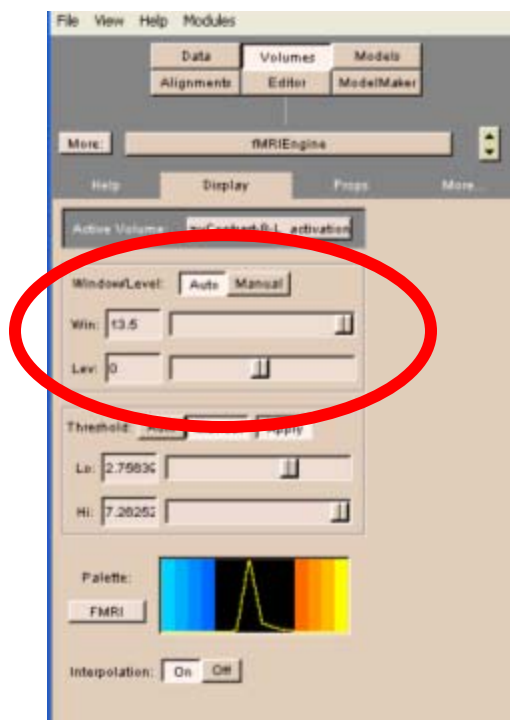 File View Help Modules
Data Volumes Models
Alignments Editor ModelMaker
More: fMRIEngine
Help Display Props More...
Active Volume activation
Window/Level: Auto Manual
Win: 13.5
Lev: 0
Threshold: Apply
Lo: 2.75839
Hi: 7.28252
Palette:
FMRI
Interpolation: On Off